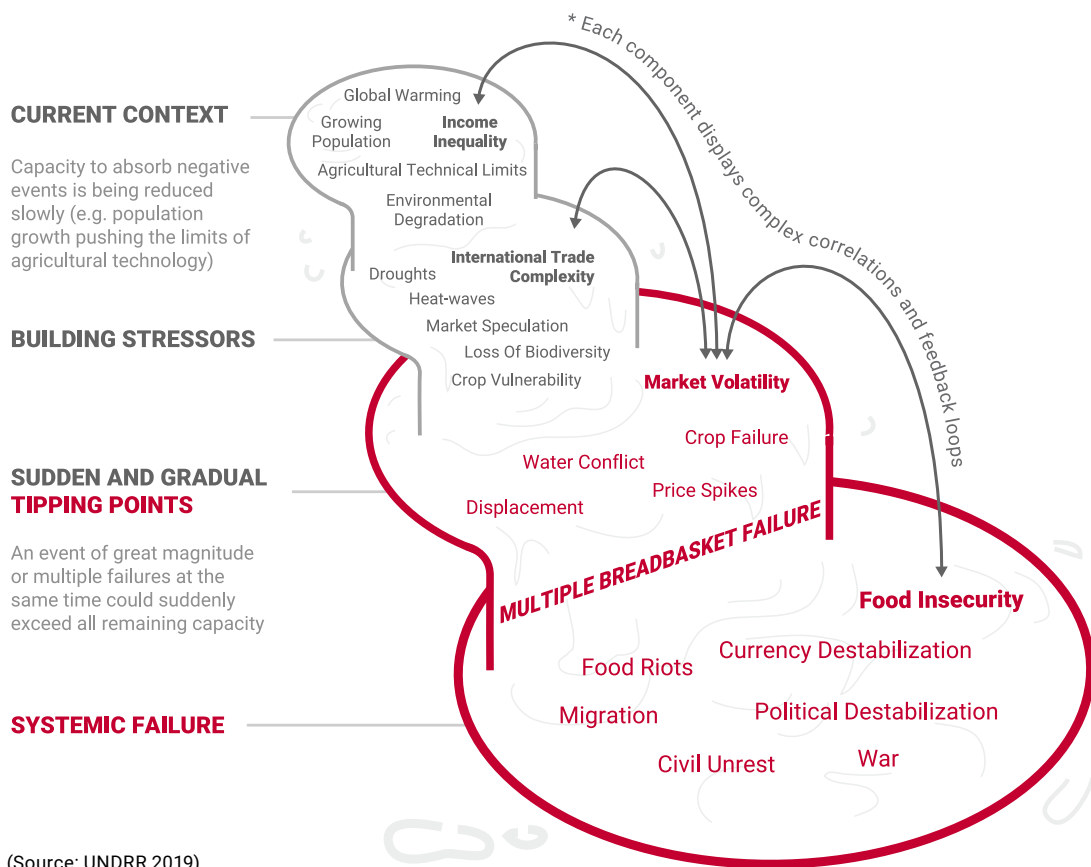 * Each component displays complex correlations and feedback loops
CURRENT CONTEXT
Capacity to absorb negative
events is being reduced
slowly (e.g. population
growth pushing the limits of
agricultural technology)
Global Warming
Growing
Population
Income
Inequality
Agricultural Technical Limits
Environmental
Degradation
BUILDING STRESSORS
International Trade
Complexity
Droughts
Heat-waves
Market Speculation
Loss Of Biodiversity
Crop Vulnerability
SUDDEN AND GRADUAL
TIPPING POINTS
An event of great magnitude
or multiple failures at the
same time could suddenly
exceed all remaining capacity
Market Volatility
Crop Failure
Water Conflict
Price Spikes
Displacement
MULTIPLE BREADBASKET FAILURE
SYSTEMIC FAILURE
Food Insecurity
Currency Destabilization
Food Riots
Migration
Political Destabilization
Civil Unrest
War
(Source: UNDRR 2019)